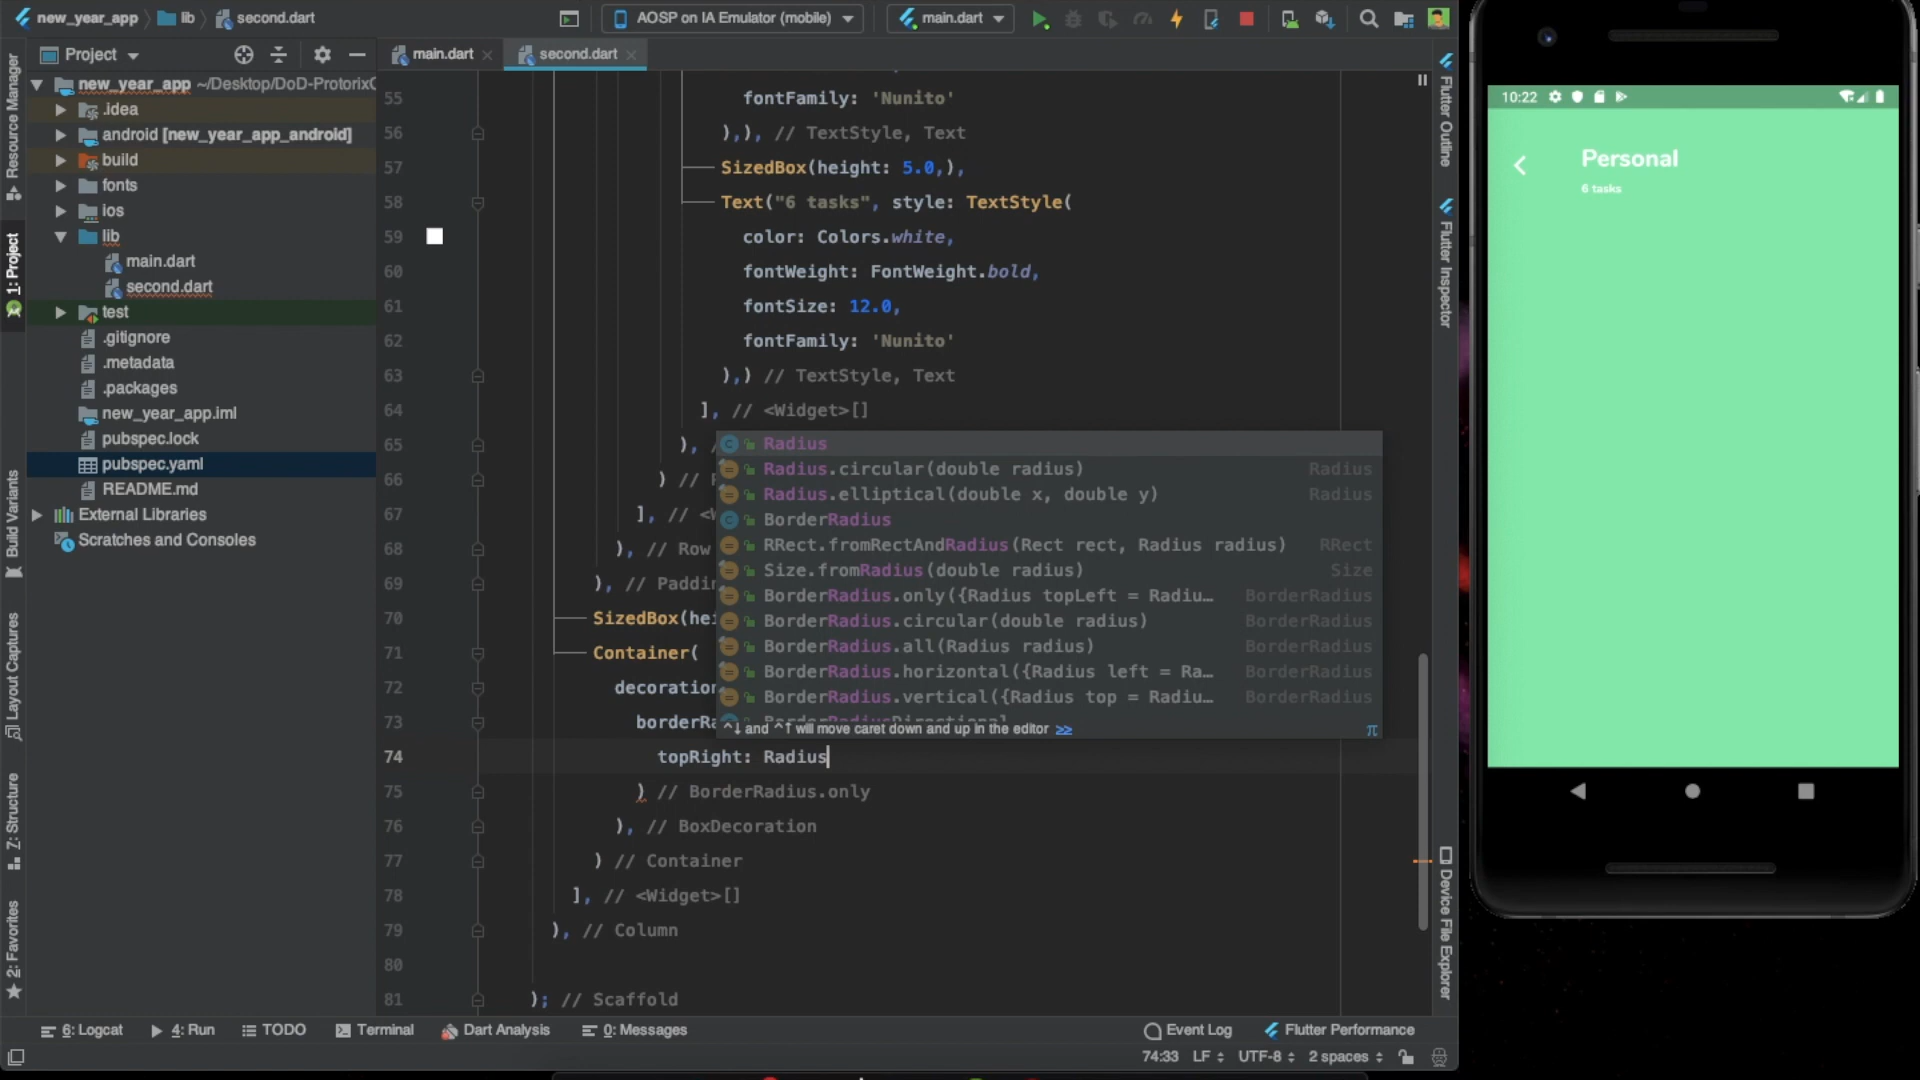 new_year_app
lib
second.dart
AOSP on IA Emulator (mobile)
main.dart
Project
main.dart
second.dart
Resource Manager
1: Project
Build Variants
Layout Captures
Z: Structure
2: Favorites
new_year_app ~/Desktop/DoD-ProtorixC
.idea
android [new_year_app_android]
build
fonts
ios
lib
main.dart
second.dart
test
.gitignore
.metadata
.packages
new_year_app.iml
pubspec.lock
pubspec.yaml
README.md
External Libraries
Scratches and Consoles
55 fontFamily: 'Nunito'
56 ),), // TextStyle, Text
57 SizedBox(height: 5.0,),
58 Text("6 tasks", style: TextStyle(
59 color: Colors.white,
60 fontWeight: FontWeight.bold,
61 fontSize: 12.0,
62 fontFamily: 'Nunito'
63 ),) // TextStyle, Text
64 ], // <Widget>[]
65 ), /
66 ) //
67 ], // <W
68 ), // Row
69 ), // Paddin
70 SizedBox(hei
71 Container(
72 decoration
73 borderRa
74 topRight: Radius
75 ) // BorderRadius.only
76 ), // BoxDecoration
77 ) // Container
78 ], // <Widget>[]
79 ), // Column
80
81 ); // Scaffold
Radius
Radius.circular(double radius) Radius
Radius.elliptical(double x, double y) Radius
BorderRadius
RRect.fromRectAndRadius(Rect rect, Radius radius) RRect
Size.fromRadius(double radius) Size
BorderRadius.only({Radius topLeft = Radiu… BorderRadius
BorderRadius.circular(double radius) BorderRadius
BorderRadius.all(Radius radius) BorderRadius
BorderRadius.horizontal({Radius left = Ra… BorderRadius
BorderRadius.vertical({Radius top = Radiu… BorderRadius
BorderRadiusDirectional
^↓ and ^↑ will move caret down and up in the editor >> π
Flutter Outline
Flutter Inspector
Device File Explorer
6: Logcat
4: Run
TODO
Terminal
Dart Analysis
0: Messages
Event Log
Flutter Performance
74:33 LF UTF-8 2 spaces
10:22
Personal
6 tasks